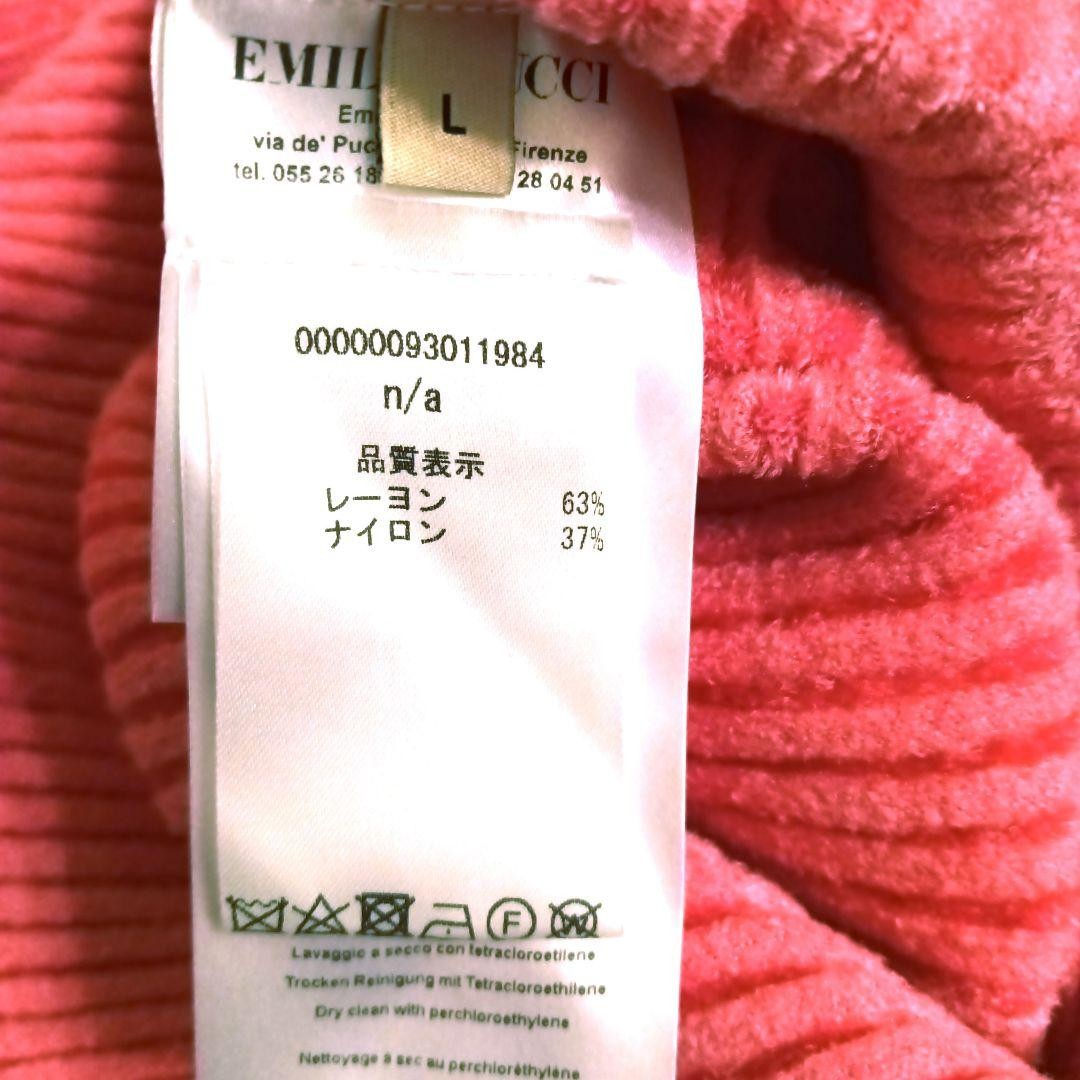 EMIL UCCI
L
Em
via de' Puc Firenze
tel. 055 26 18 28 04 51
00000093011984
n/a
品質表示
レーヨン 63%
ナイロン 37%
F
W
Lavaggio a secco con tetracloroetilene
Trocken Reinigung mit Tetracloroethilene
Dry clean with perchloroethylene
Nettoyage à sec au perchloréthylène